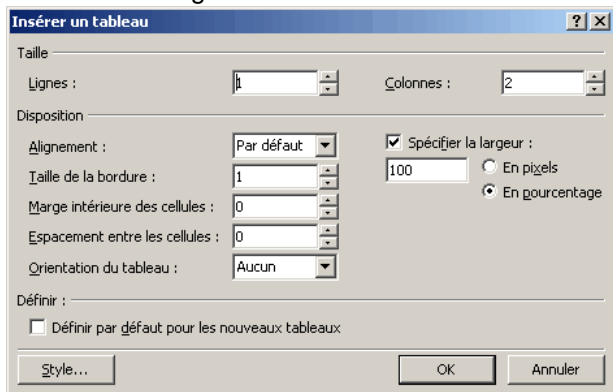 Insérer un tableau
Taille
Lignes : 1 Colonnes : 2
Disposition
Alignement : Par défaut Spécifier la largeur :
Taille de la bordure : 1 100 En pixels
Marge intérieure des cellules : 0 En pourcentage
Espacement entre les cellules : 0
Orientation du tableau : Aucun
Définir :
Définir par défaut pour les nouveaux tableaux
Style... OK Annuler